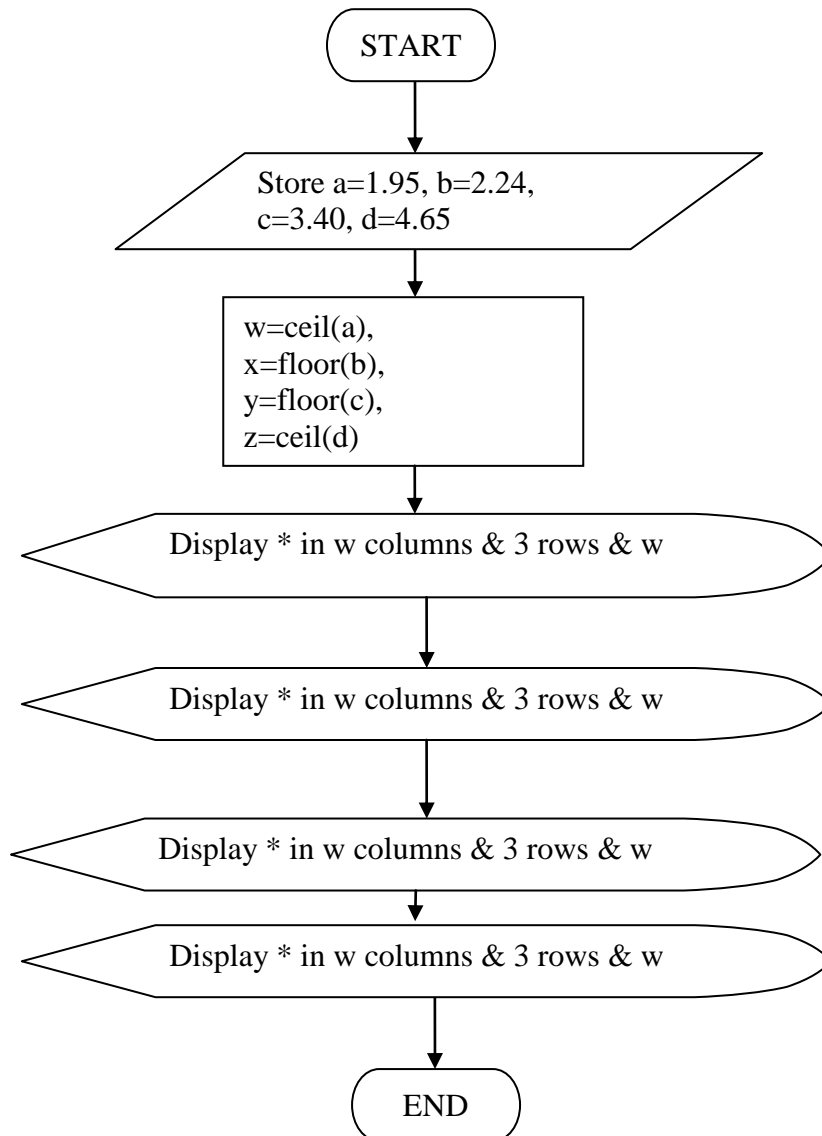 START
Store a=1.95, b=2.24,
c=3.40, d=4.65
w=ceil(a),
x=floor(b),
y=floor(c),
z=ceil(d)
Display * in w columns & 3 rows & w
Display * in w columns & 3 rows & w
Display * in w columns & 3 rows & w
Display * in w columns & 3 rows & w
END